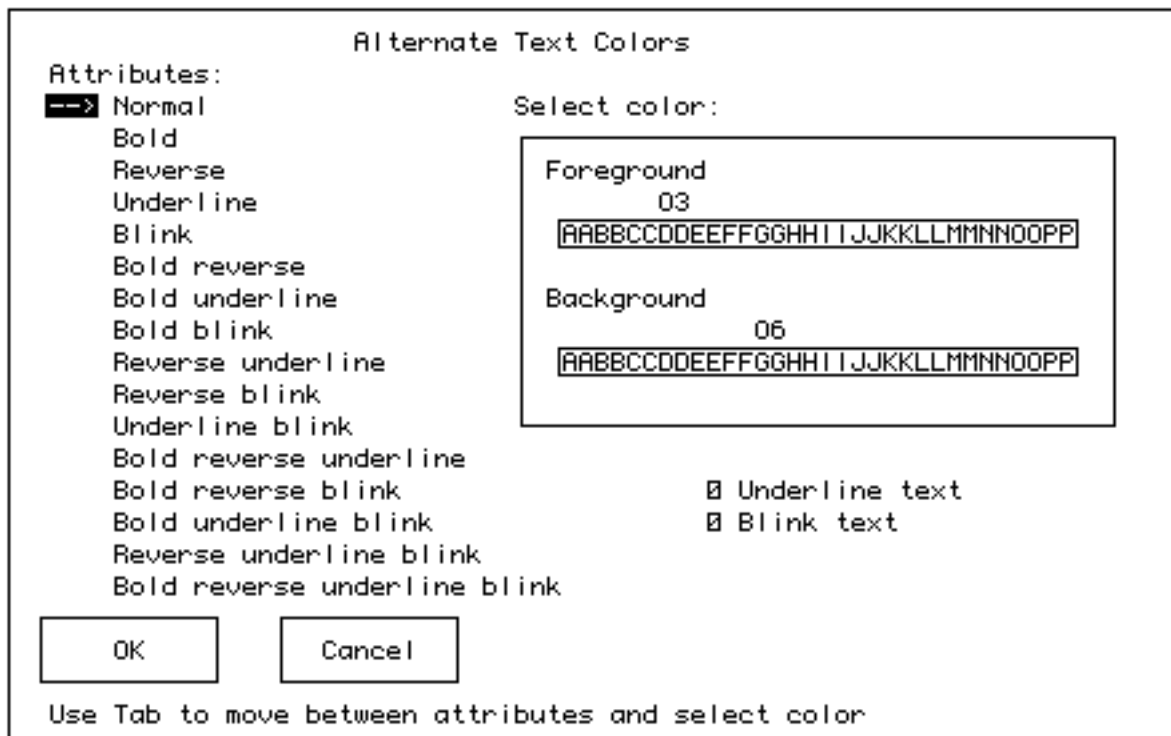 Alternate Text Colors
Attributes:
--> Normal
Select color:
Bold
Reverse
Underline
Blink
Bold reverse
Bold underline
Bold blink
Reverse underline
Reverse blink
Underline blink
Bold reverse underline
Bold reverse blink
Bold underline blink
Reverse underline blink
Bold reverse underline blink
Foreground
03
AABBCCDDEEFFGGHHIIJJKKLLMMNNOOPP
Background
06
AABBCCDDEEFFGGHHIIJJKKLLMMNNOOPP
0 Underline text
0 Blink text
OK
Cancel
Use Tab to move between attributes and select color